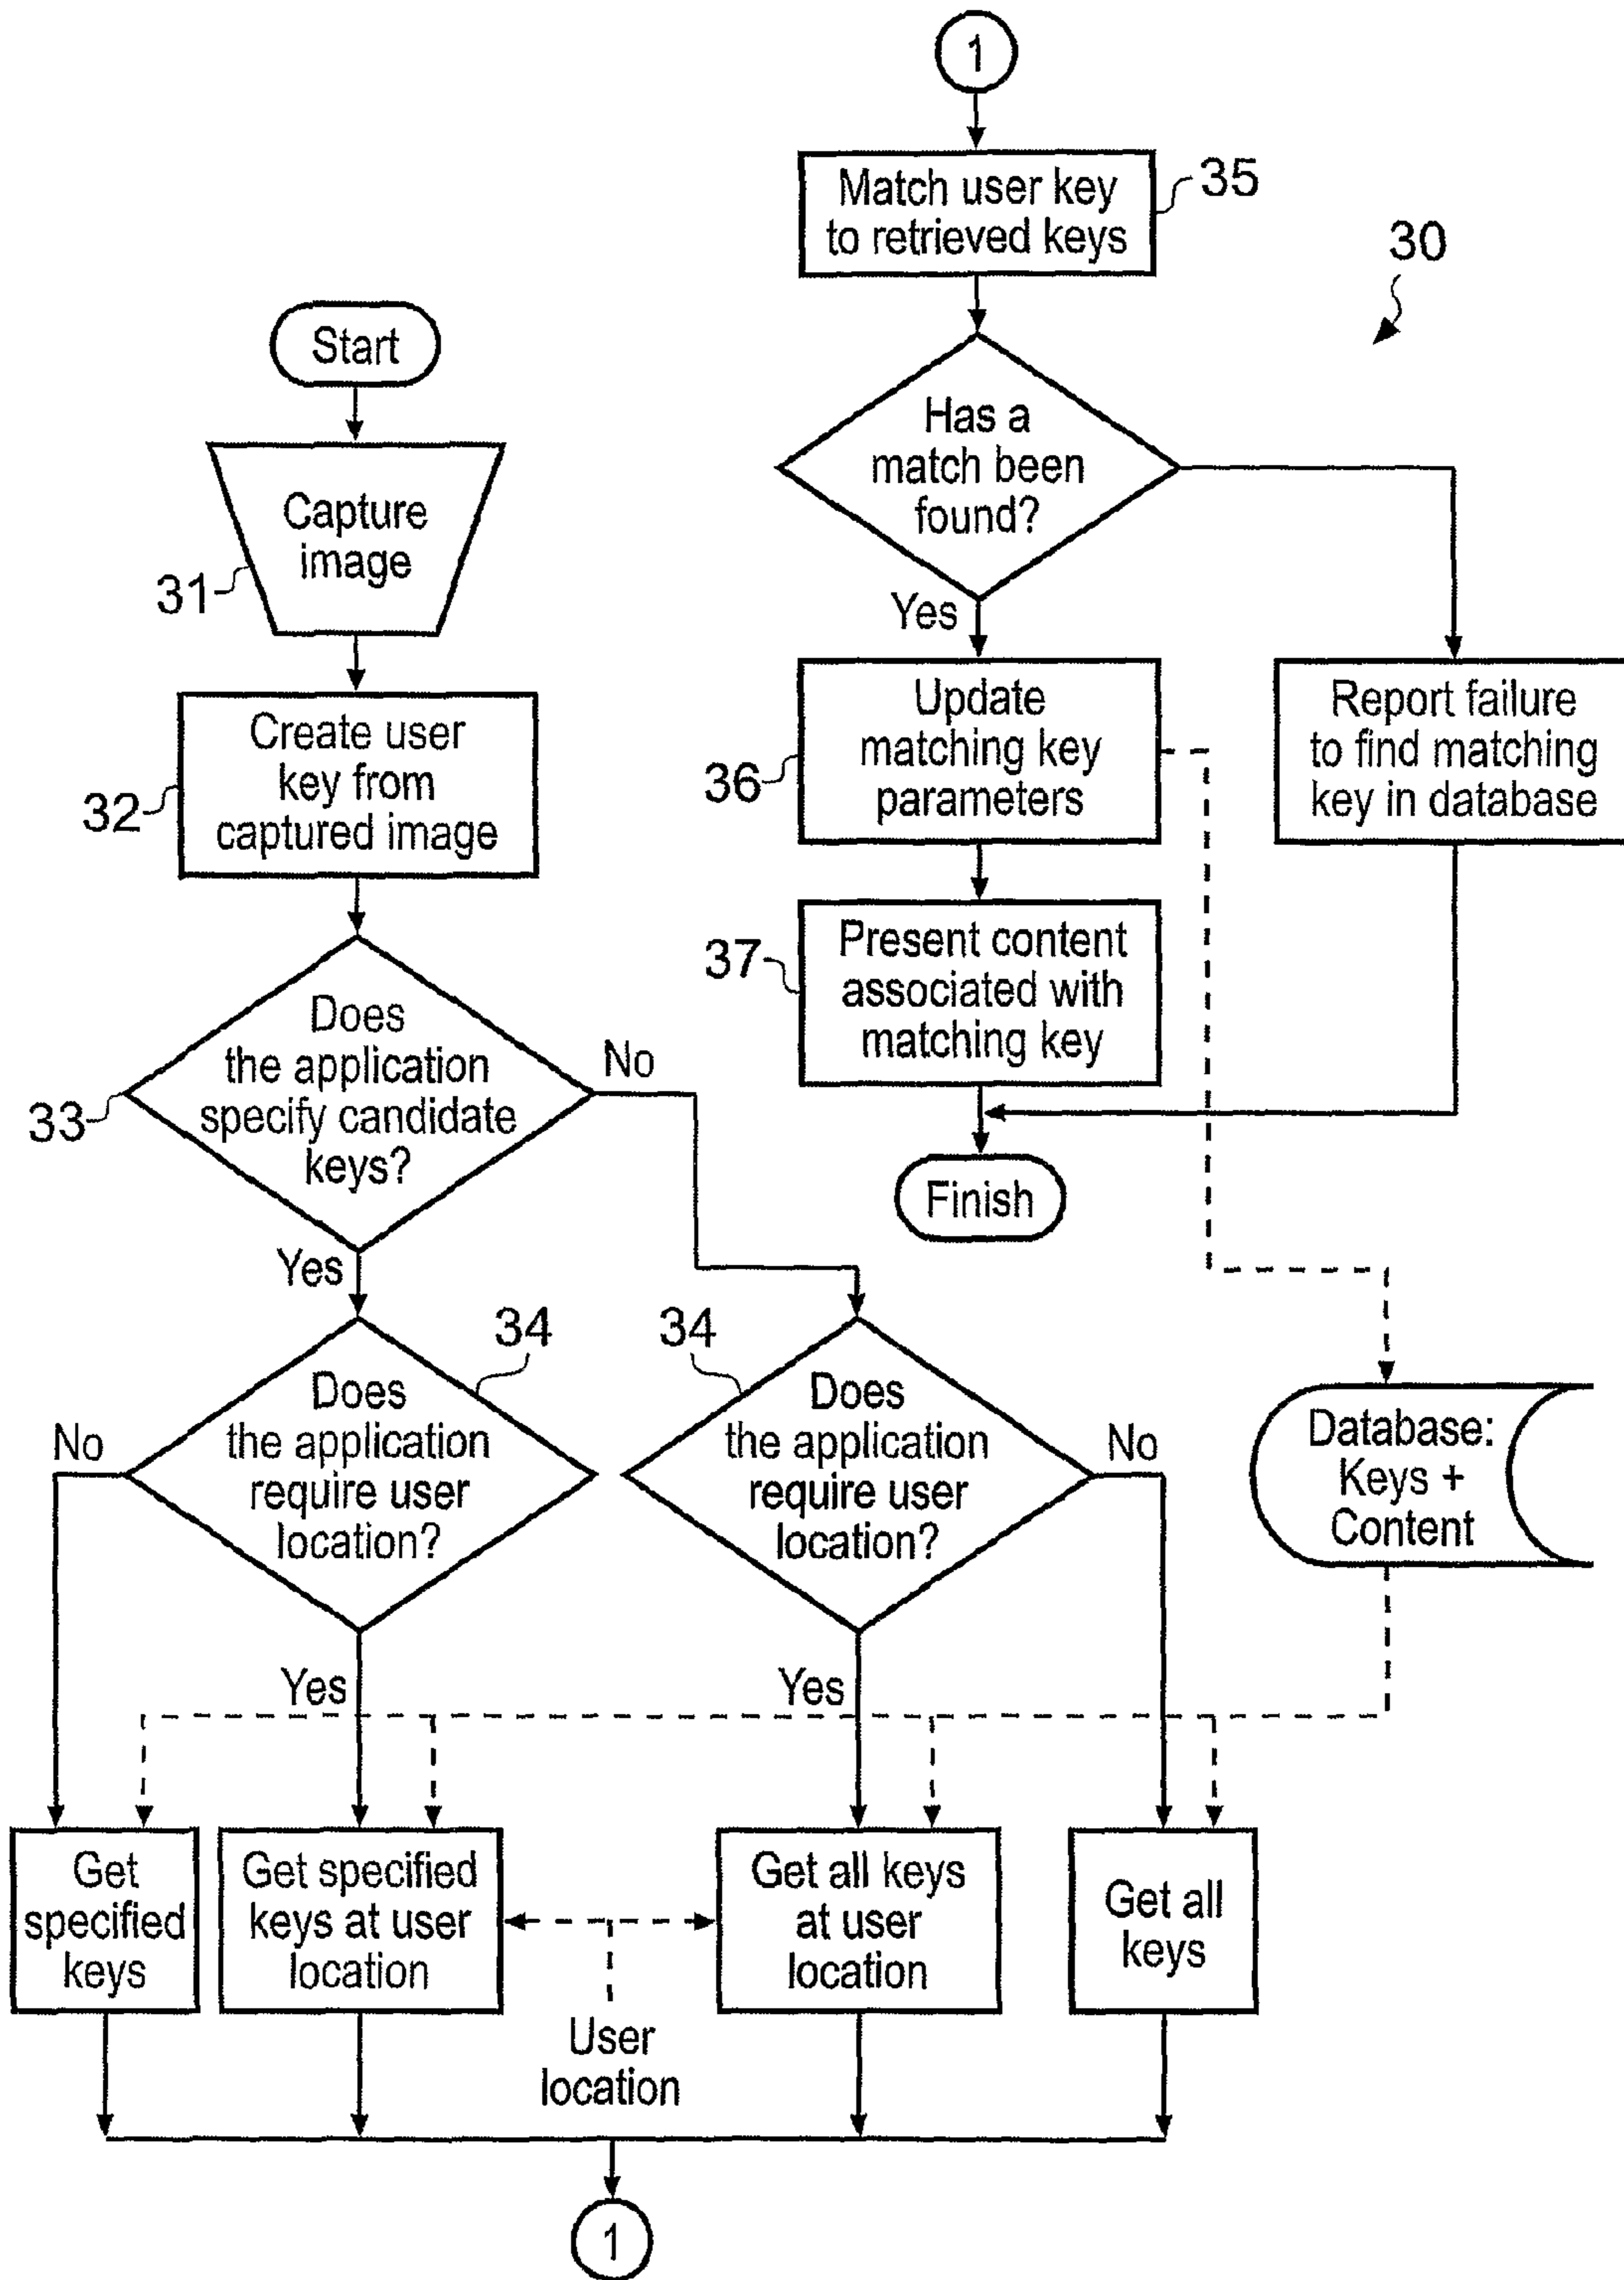 Start
Capture
image
31
Create user
key from
captured image
32
Does
the application
specify candidate
keys?
33
No
Yes
Does
the application
require user
location?
34
No
Yes
34
Does
the application
require user
location?
No
Yes
Get
specified
keys
Get specified
keys at user
location
User
location
Get all keys
at user
location
Get all
keys
1
1
Match user key
to retrieved keys
35
30
Has a
match been
found?
Yes
Update
matching key
parameters
36
Report failure
to find matching
key in database
Present content
associated with
matching key
37
Finish
Database:
Keys +
Content